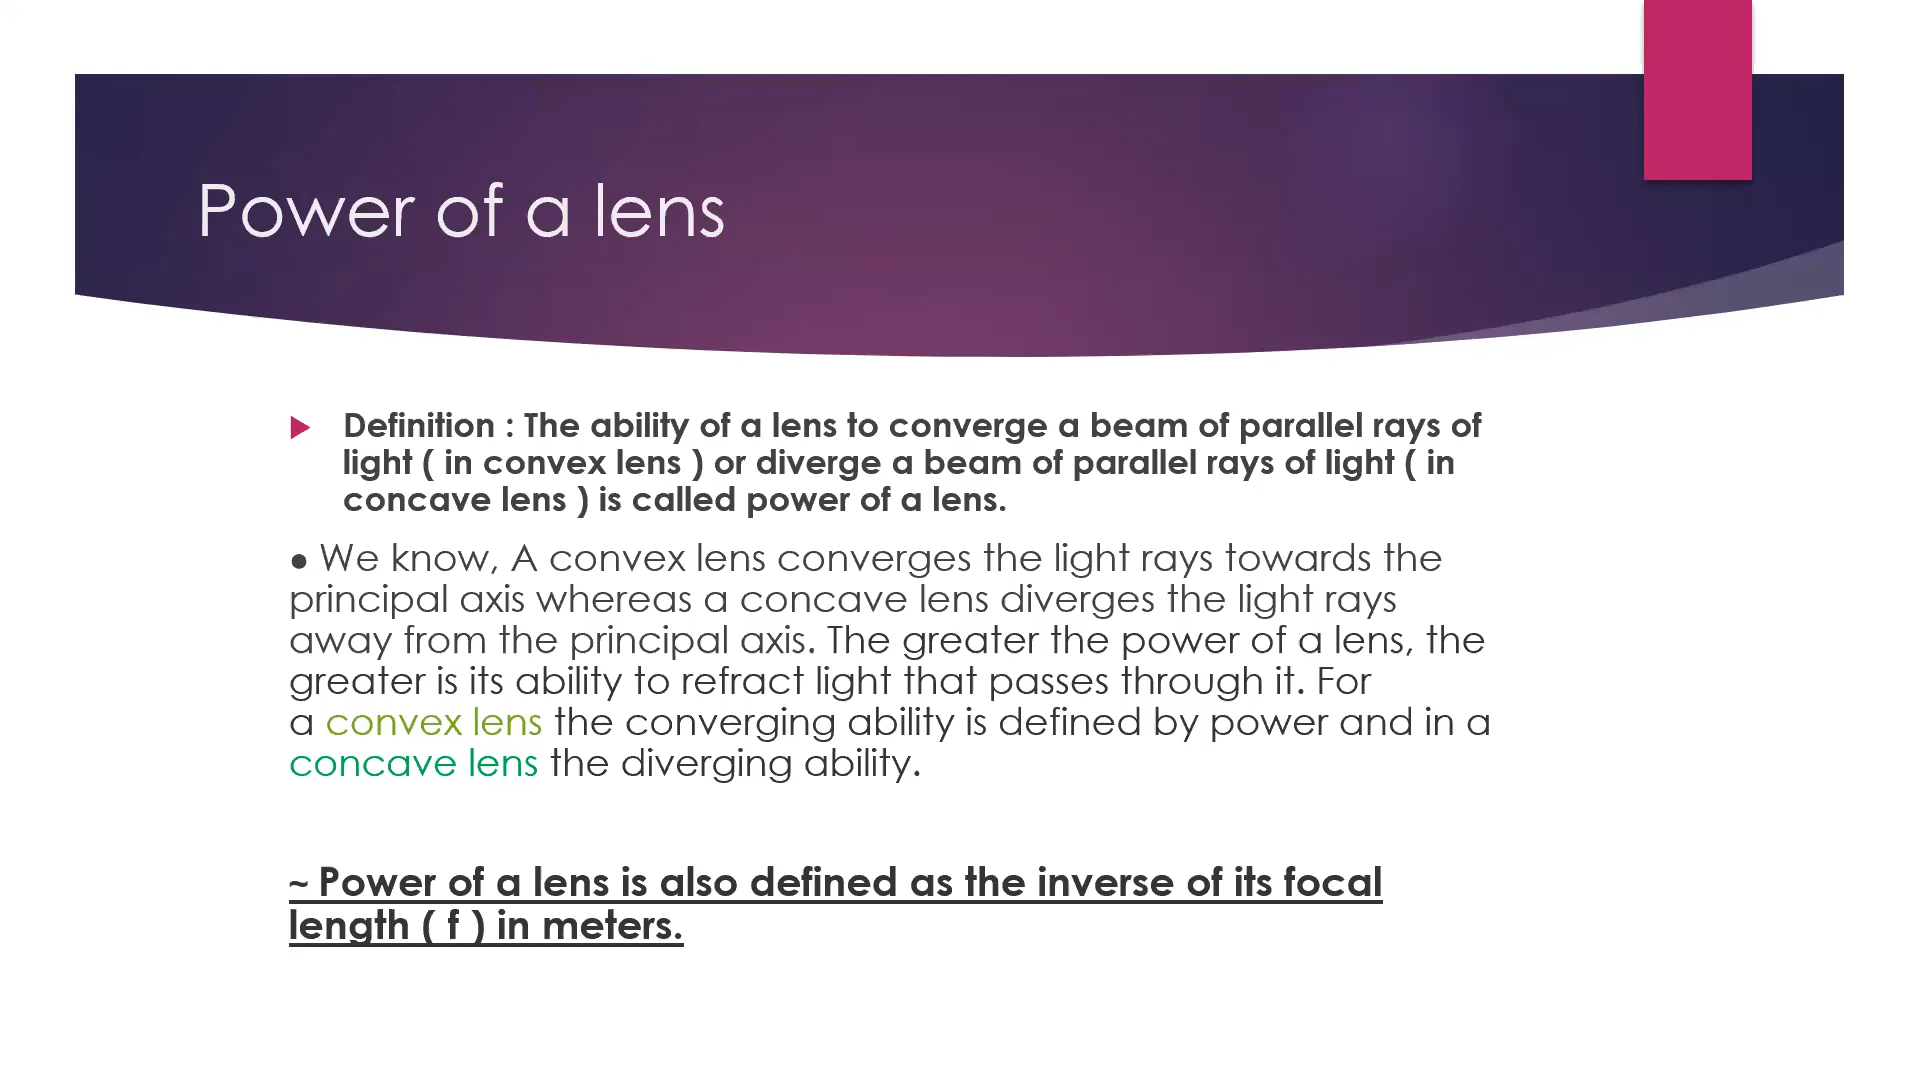 Power of a lens
Definition : The ability of a lens to converge a beam of parallel rays of
light ( in convex lens ) or diverge a beam of parallel rays of light ( in
concave lens ) is called power of a lens.
● We know, A convex lens converges the light rays towards the
principal axis whereas a concave lens diverges the light rays
away from the principal axis. The greater the power of a lens, the
greater is its ability to refract light that passes through it. For
a convex lens the converging ability is defined by power and in a
concave lens the diverging ability.
~ Power of a lens is also defined as the inverse of its focal
length ( f ) in meters.